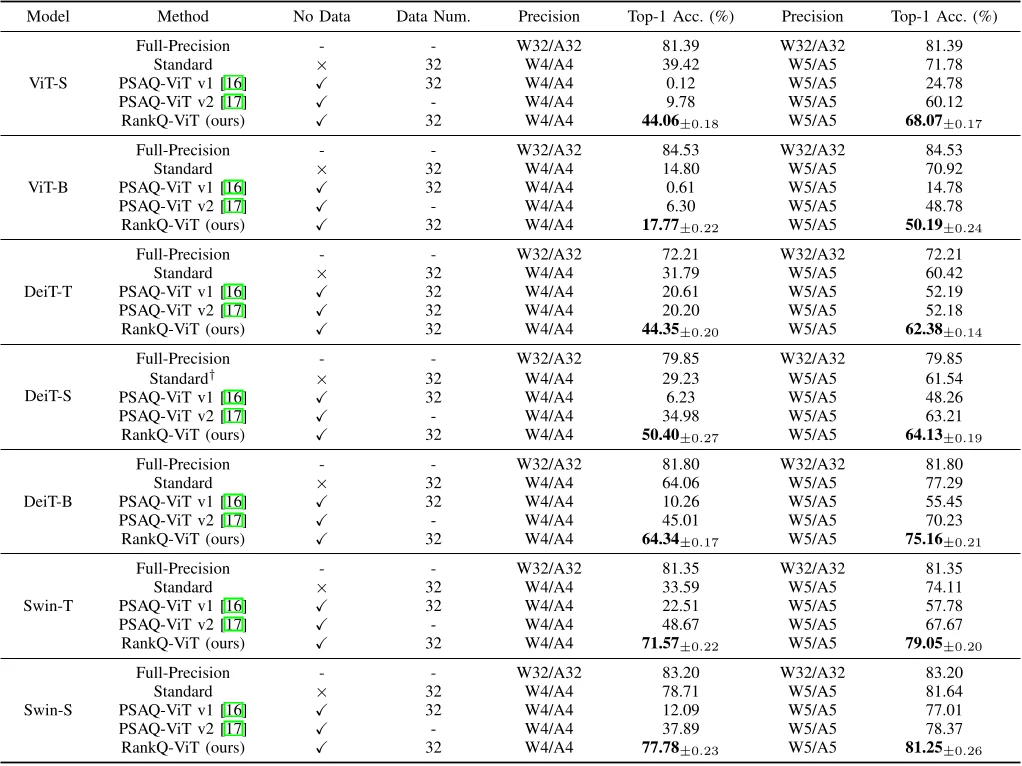 Model Method No Data Data Num. Precision Top-1 Acc. (%) Precision Top-1 Acc. (%)
Full-Precision - - W32/A32 81.39 W32/A32 81.39
Standard × 32 W4/A4 39.42 W5/A5 71.78
ViT-S PSAQ-ViT v1 [16] ✓ 32 W4/A4 0.12 W5/A5 24.78
PSAQ-ViT v2 [17] ✓ - W4/A4 9.78 W5/A5 60.12
RankQ-ViT (ours) ✓ 32 W4/A4 44.06±0.18 W5/A5 68.07±0.17
Full-Precision - - W32/A32 84.53 W32/A32 84.53
Standard × 32 W4/A4 14.80 W5/A5 70.92
ViT-B PSAQ-ViT v1 [16] ✓ 32 W4/A4 0.61 W5/A5 14.78
PSAQ-ViT v2 [17] ✓ - W4/A4 6.30 W5/A5 48.78
RankQ-ViT (ours) ✓ 32 W4/A4 17.77±0.22 W5/A5 50.19±0.24
Full-Precision - - W32/A32 72.21 W32/A32 72.21
Standard × 32 W4/A4 31.79 W5/A5 60.42
DeiT-T PSAQ-ViT v1 [16] ✓ 32 W4/A4 20.61 W5/A5 52.19
PSAQ-ViT v2 [17] ✓ 32 W4/A4 20.20 W5/A5 52.18
RankQ-ViT (ours) ✓ 32 W4/A4 44.35±0.20 W5/A5 62.38±0.14
Full-Precision - - W32/A32 79.85 W32/A32 79.85
Standard† × 32 W4/A4 29.23 W5/A5 61.54
DeiT-S PSAQ-ViT v1 [16] ✓ 32 W4/A4 6.23 W5/A5 48.26
PSAQ-ViT v2 [17] ✓ - W4/A4 34.98 W5/A5 63.21
RankQ-ViT (ours) ✓ 32 W4/A4 50.40±0.27 W5/A5 64.13±0.19
Full-Precision - - W32/A32 81.80 W32/A32 81.80
Standard × 32 W4/A4 64.06 W5/A5 77.29
DeiT-B PSAQ-ViT v1 [16] ✓ 32 W4/A4 10.26 W5/A5 55.45
PSAQ-ViT v2 [17] ✓ - W4/A4 45.01 W5/A5 70.23
RankQ-ViT (ours) ✓ 32 W4/A4 64.34±0.17 W5/A5 75.16±0.21
Full-Precision - - W32/A32 81.35 W32/A32 81.35
Standard × 32 W4/A4 33.59 W5/A5 74.11
Swin-T PSAQ-ViT v1 [16] ✓ 32 W4/A4 22.51 W5/A5 57.78
PSAQ-ViT v2 [17] ✓ - W4/A4 48.67 W5/A5 67.67
RankQ-ViT (ours) ✓ 32 W4/A4 71.57±0.22 W5/A5 79.05±0.20
Full-Precision - - W32/A32 83.20 W32/A32 83.20
Standard × 32 W4/A4 78.71 W5/A5 81.64
Swin-S PSAQ-ViT v1 [16] ✓ 32 W4/A4 12.09 W5/A5 77.01
PSAQ-ViT v2 [17] ✓ - W4/A4 37.89 W5/A5 78.37
RankQ-ViT (ours) ✓ 32 W4/A4 77.78±0.23 W5/A5 81.25±0.26